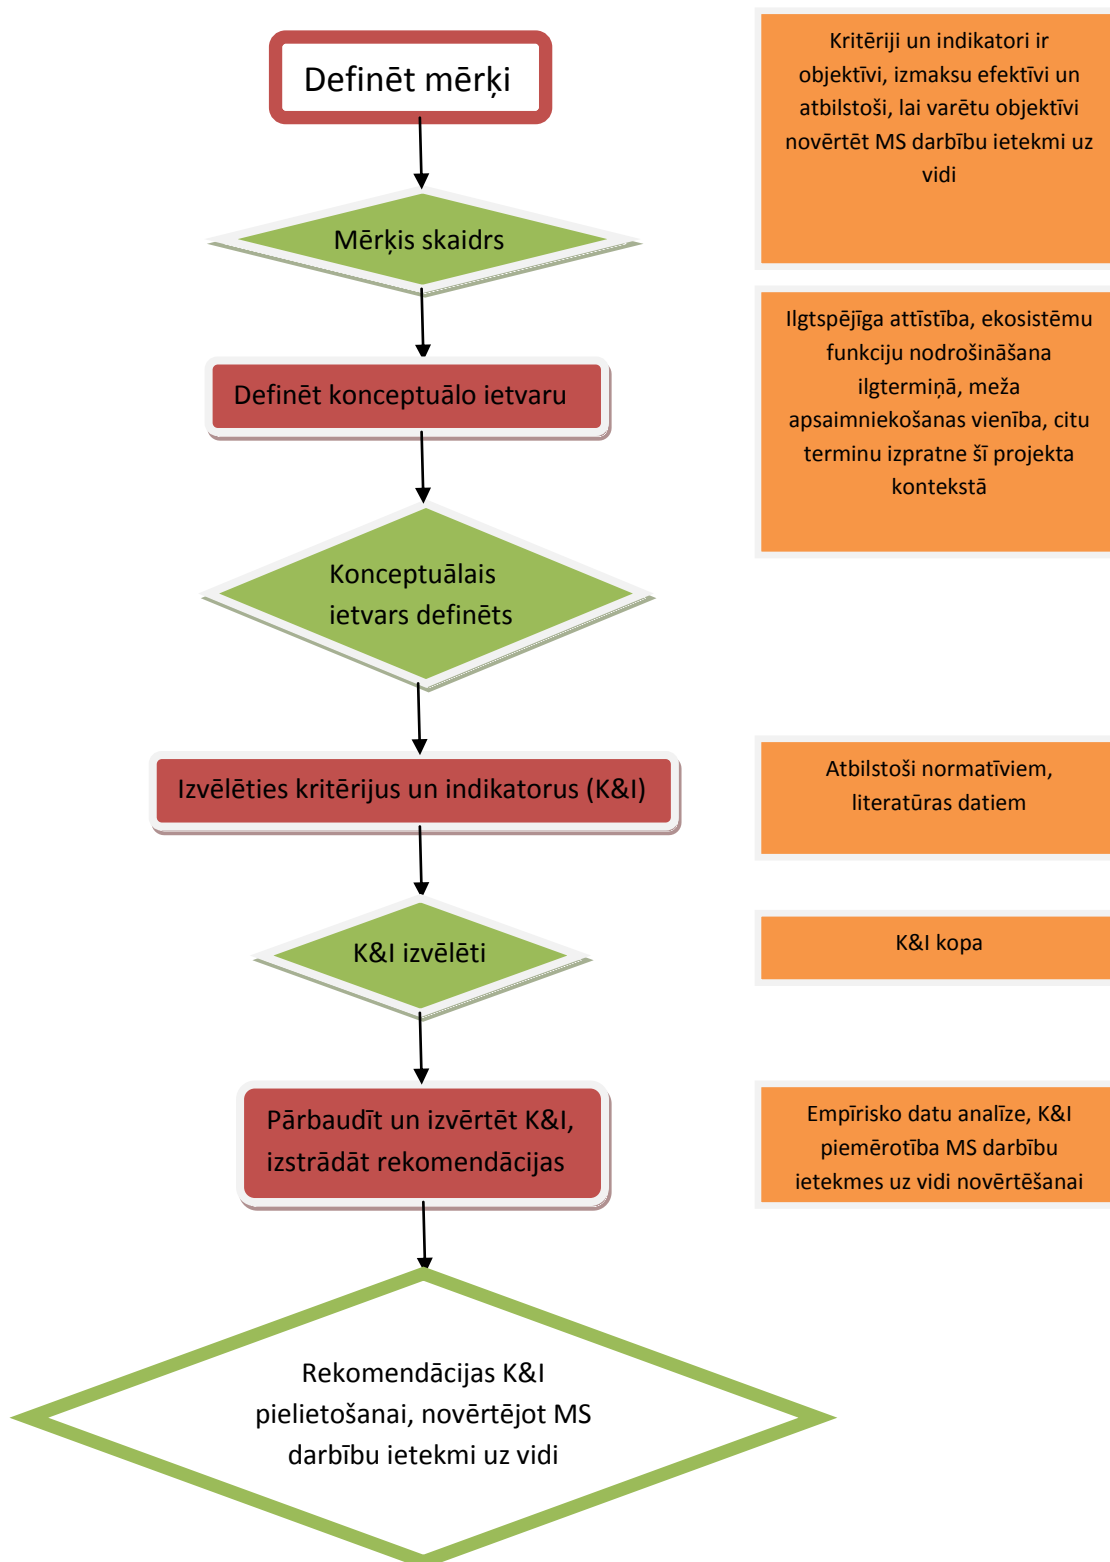 Definēt mērķi
Kritēriji un indikatori ir
objektīvi, izmaksu efektīvi un
atbilstoši, lai varētu objektīvi
novērtēt MS darbību ietekmi uz
vidi
Mērķis skaidrs
Ilgtspējīga attīstība, ekosistēmu
funkciju nodrošināšana
ilgtermiņā, meža
apsaimniekošanas vienība, citu
terminu izpratne šī projekta
kontekstā
Definēt konceptuālo ietvaru
Konceptuālais
ietvars definēts
Izvēlēties kritērijus un indikatorus (K&I)
Atbilstoši normatīviem,
literatūras datiem
K&I izvēlēti
K&I kopa
Pārbaudīt un izvērtēt K&I,
izstrādāt rekomendācijas
Empīrisko datu analīze, K&I
piemērotība MS darbību
ietekmes uz vidi novērtēšanai
Rekomendācijas K&I
pielietošanai, novērtējot MS
darbību ietekmi uz vidi